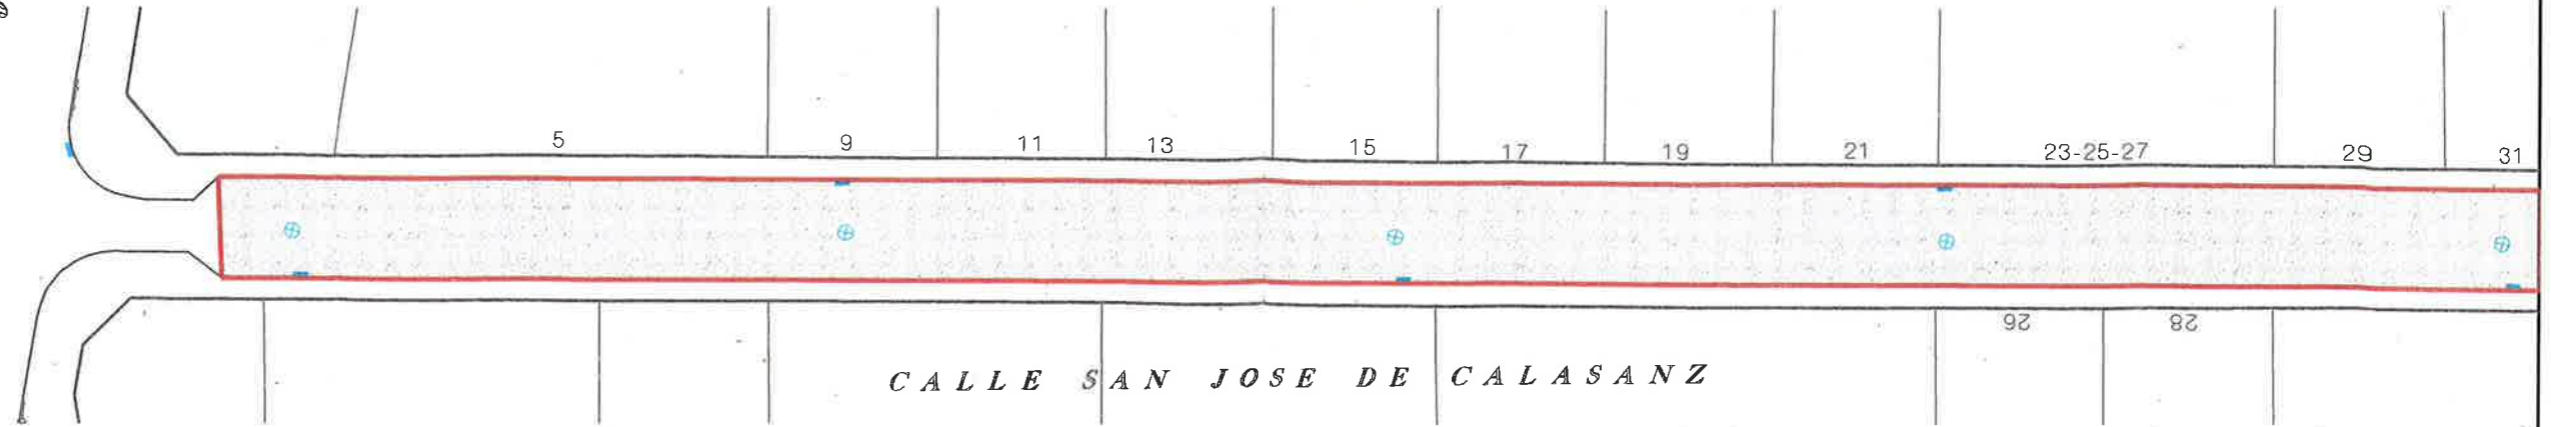 5 9 11 13 15 17 19 21 23-25-27 29 31
26 28
CALLE SAN JOSE DE CALASANZ